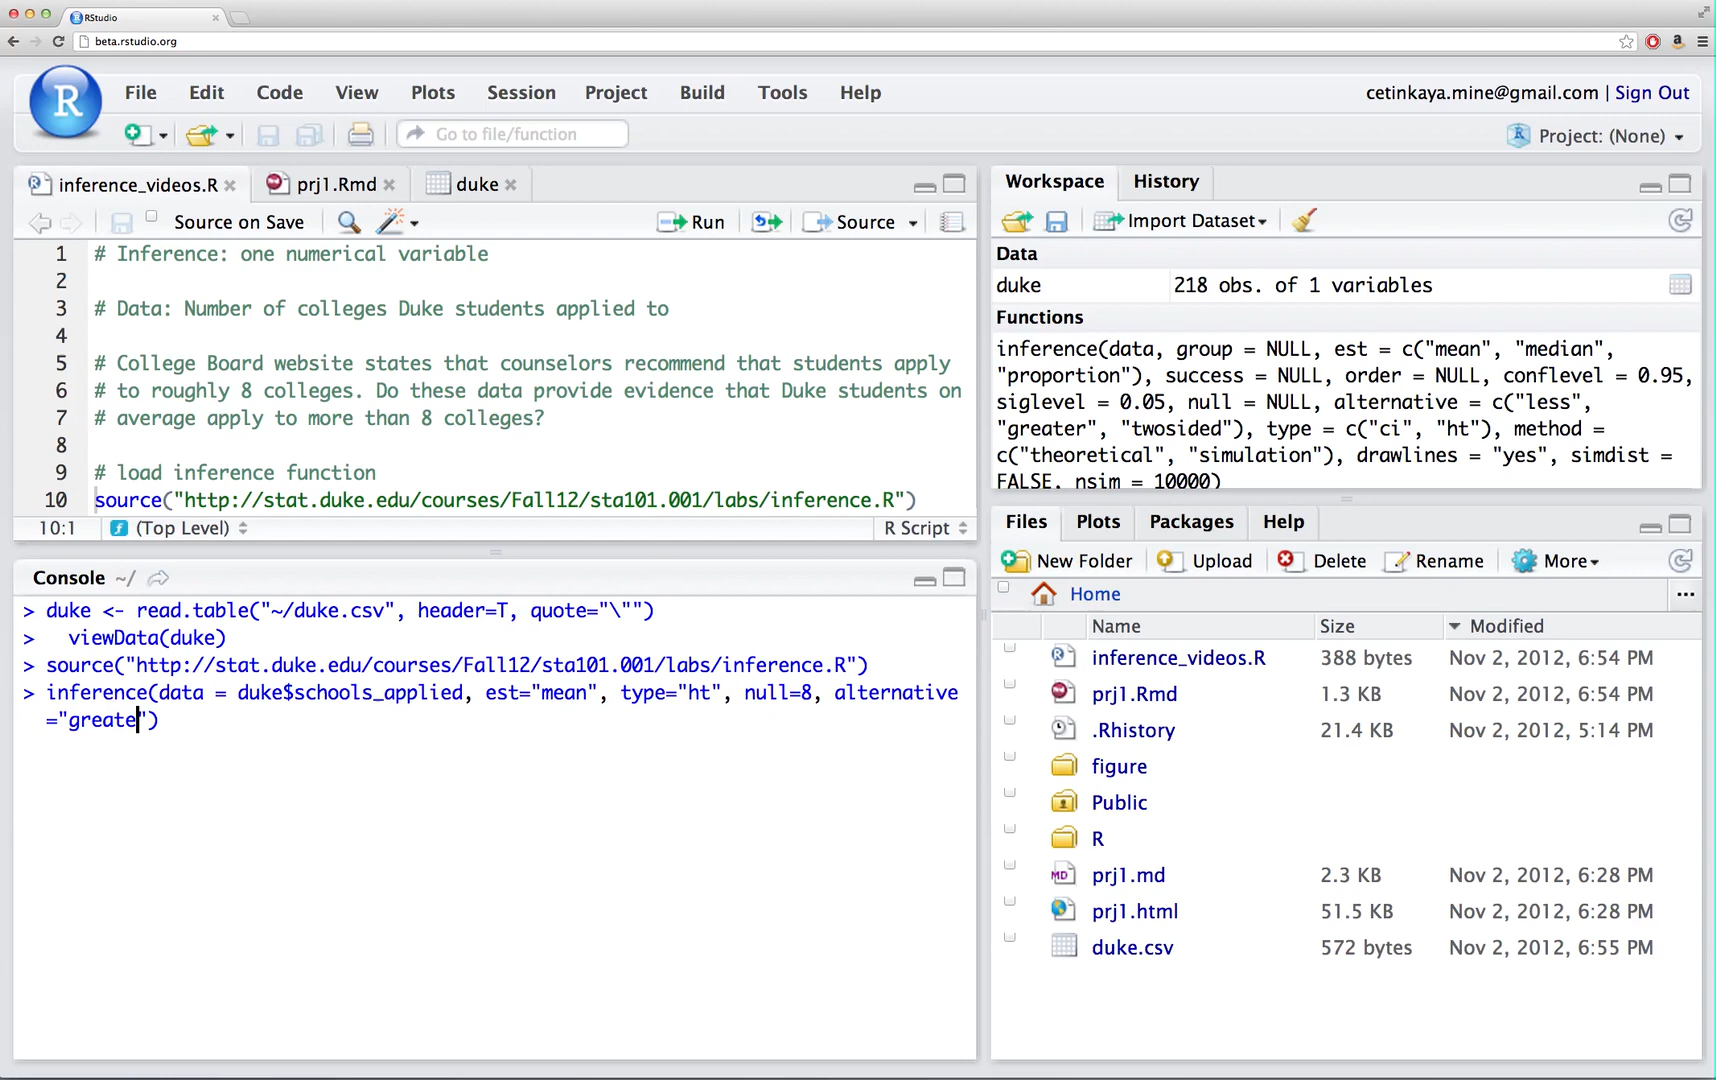 RStudio
beta.rstudio.org
R
File Edit Code View Plots Session Project Build Tools Help
cetinkaya.mine@gmail.com | Sign Out
Go to file/function
Project: (None)
inference_videos.R prj1.Rmd duke
Source on Save Run Source
1 # Inference: one numerical variable
2
3 # Data: Number of colleges Duke students applied to
4
5 # College Board website states that counselors recommend that students apply
6 # to roughly 8 colleges. Do these data provide evidence that Duke students on
7 # average apply to more than 8 colleges?
8
9 # load inference function
10 source("http://stat.duke.edu/courses/Fall12/sta101.001/labs/inference.R")
10:1 (Top Level) R Script
Console ~/
> duke <- read.table("~/duke.csv", header=T, quote="\"")
>   viewData(duke)
> source("http://stat.duke.edu/courses/Fall12/sta101.001/labs/inference.R")
> inference(data = duke$schools_applied, est="mean", type="ht", null=8, alternative
="greate")
Workspace History
Import Dataset
Data
duke 218 obs. of 1 variables
Functions
inference(data, group = NULL, est = c("mean", "median",
"proportion"), success = NULL, order = NULL, conflevel = 0.95,
siglevel = 0.05, null = NULL, alternative = c("less",
"greater", "twosided"), type = c("ci", "ht"), method =
c("theoretical", "simulation"), drawlines = "yes", simdist =
FALSE, nsim = 10000)
Files Plots Packages Help
New Folder Upload Delete Rename More
Home ...
Name Size Modified
inference_videos.R 388 bytes Nov 2, 2012, 6:54 PM
prj1.Rmd 1.3 KB Nov 2, 2012, 6:54 PM
.Rhistory 21.4 KB Nov 2, 2012, 5:14 PM
figure
Public
R
MD prj1.md 2.3 KB Nov 2, 2012, 6:28 PM
prj1.html 51.5 KB Nov 2, 2012, 6:28 PM
duke.csv 572 bytes Nov 2, 2012, 6:55 PM